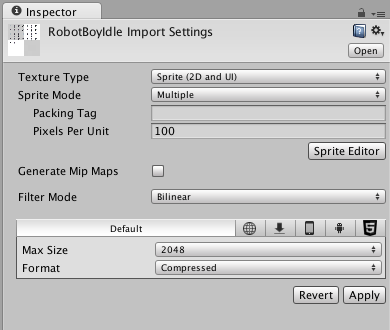 Inspector
RobotBoyIdle Import Settings
Open
Texture Type Sprite (2D and UI)
Sprite Mode Multiple
Packing Tag
Pixels Per Unit 100
Sprite Editor
Generate Mip Maps
Filter Mode Bilinear
Default
Max Size 2048
Format Compressed
Revert Apply